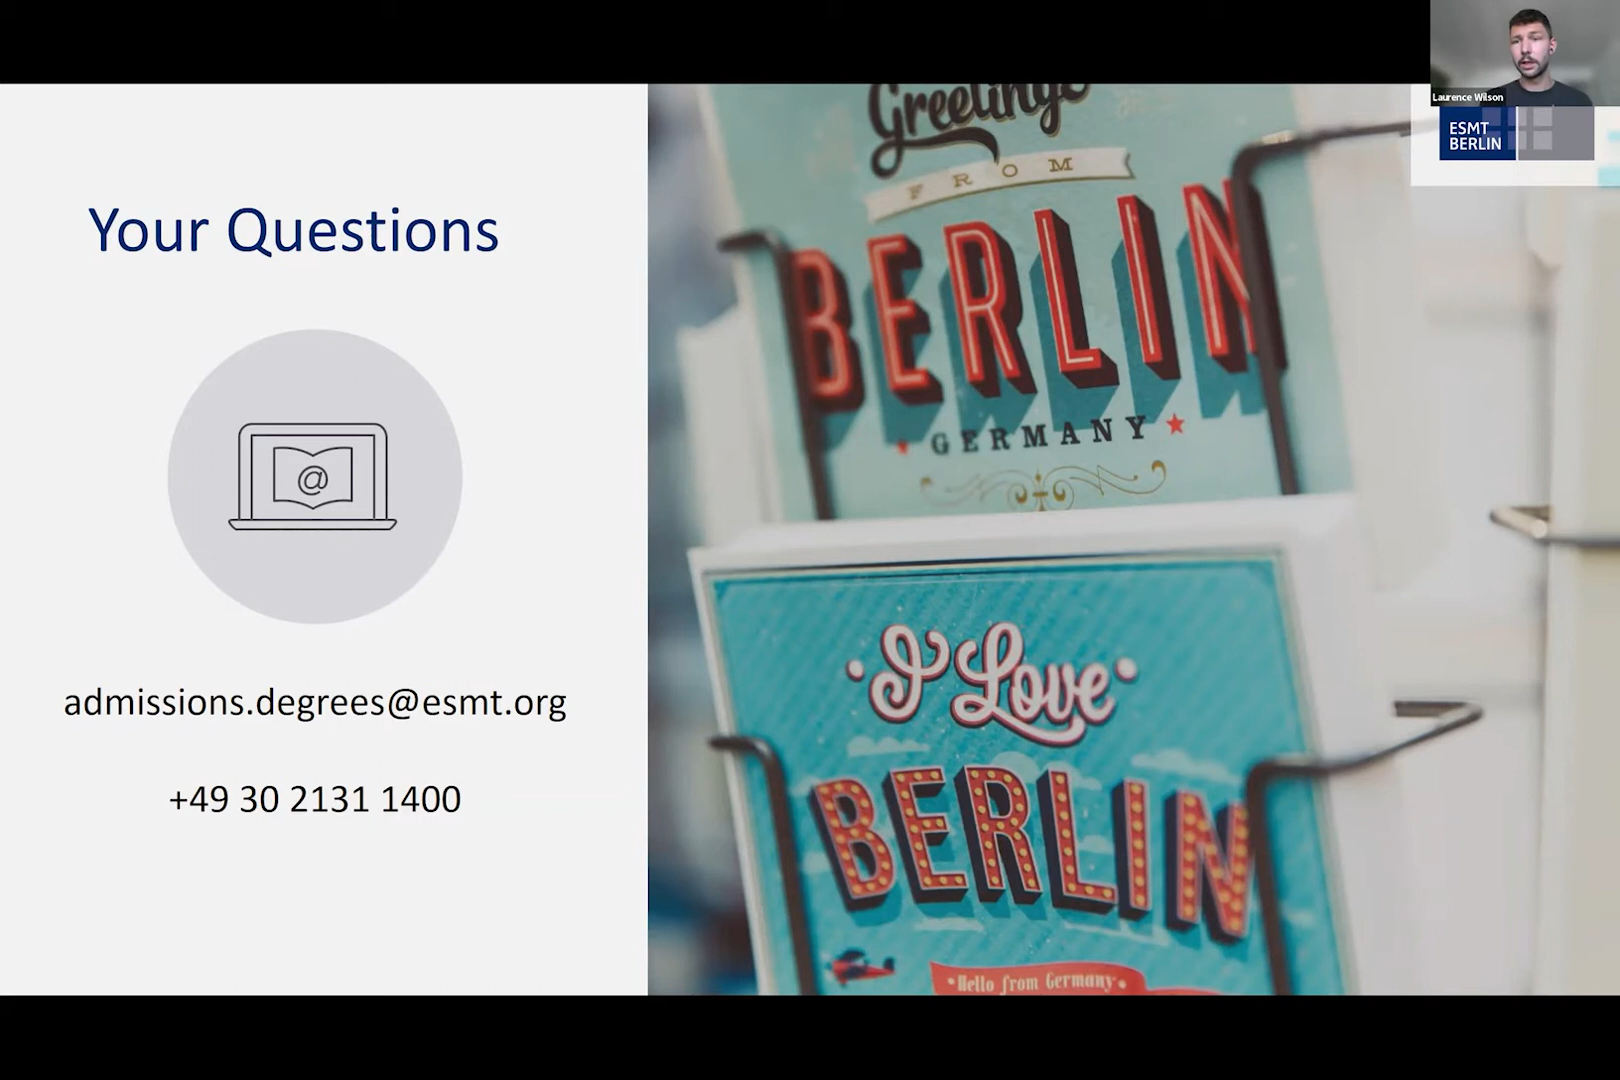 Laurence Wilson
ESMT
BERLIN
Your Questions
@
admissions.degrees@esmt.org
+49 30 2131 1400
Greetings
FROM
BERLIN
GERMANY
I Love
BERLIN
Hello from Germany